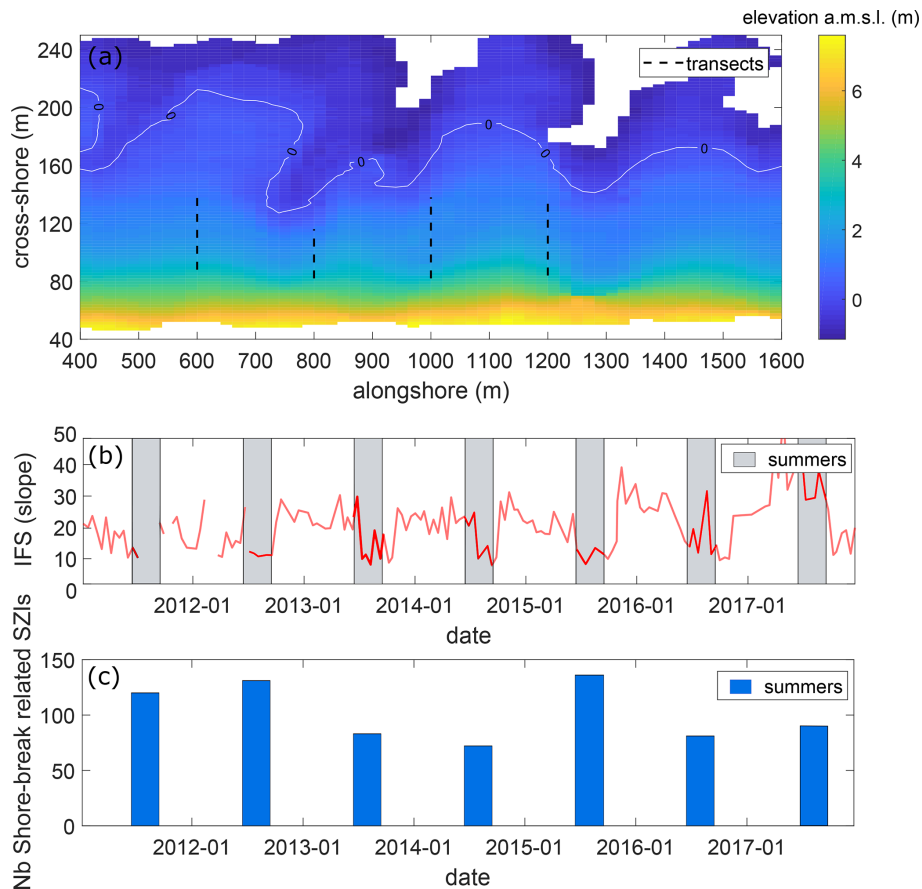 elevation a.m.s.l. (m)
(a)
transects
240
200
160
120
80
40
cross-shore (m)
0
0
0
0
0
0
0
400 500 600 700 800 900 1000 1100 1200 1300 1400 1500 1600
alongshore (m)
6
4
2
0
(b)
summers
50
40
30
20
10
0
IFS (slope)
2012-01 2013-01 2014-01 2015-01 2016-01 2017-01
date
(c)
summers
150
100
50
0
Nb Shore-break related SZIs
2012-01 2013-01 2014-01 2015-01 2016-01 2017-01
date